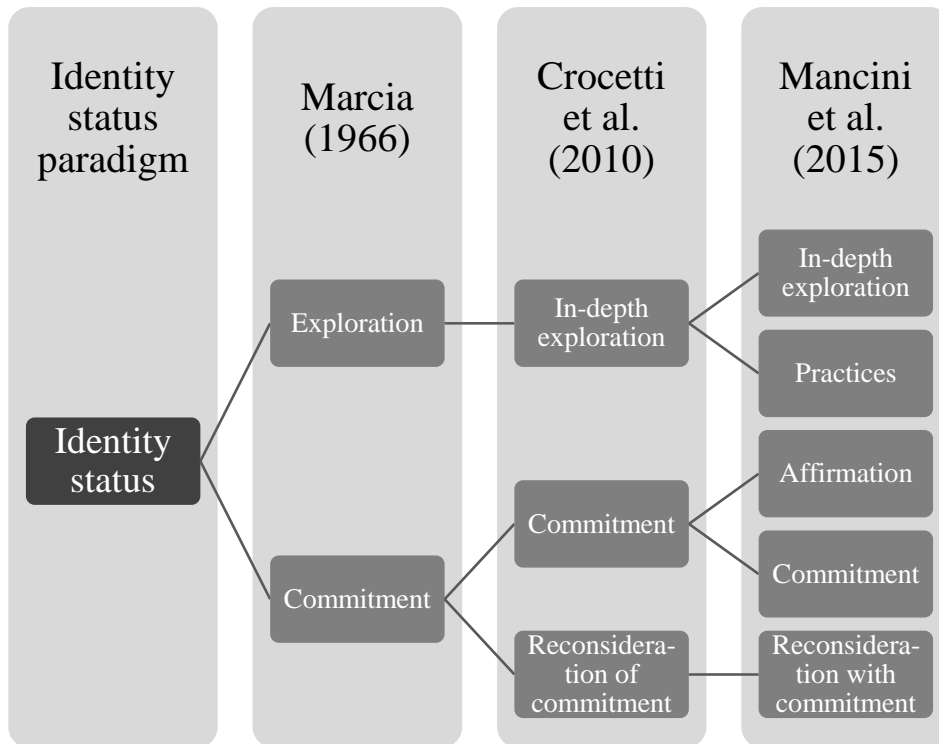 Identity
status
paradigm
Marcia
(1966)
Crocetti
et al.
(2010)
Mancini
et al.
(2015)
Identity
status
Exploration
Commitment
In-depth
exploration
Commitment
Reconsidera-
tion of
commitment
In-depth
exploration
Practices
Affirmation
Commitment
Reconsidera-
tion with
commitment